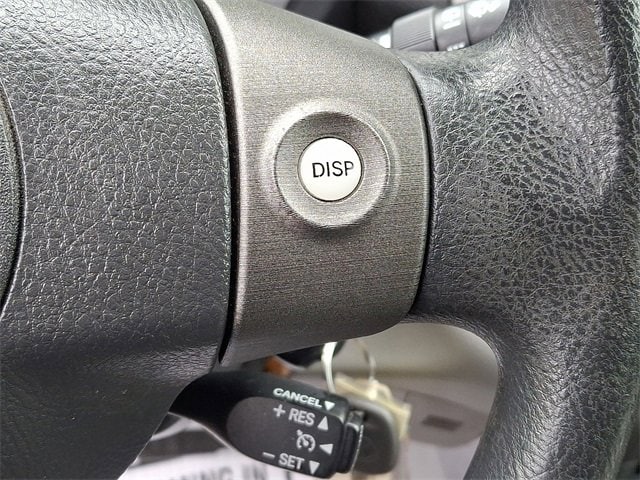 DISP
CANCEL▼
+ RES ▲
− SET ▼